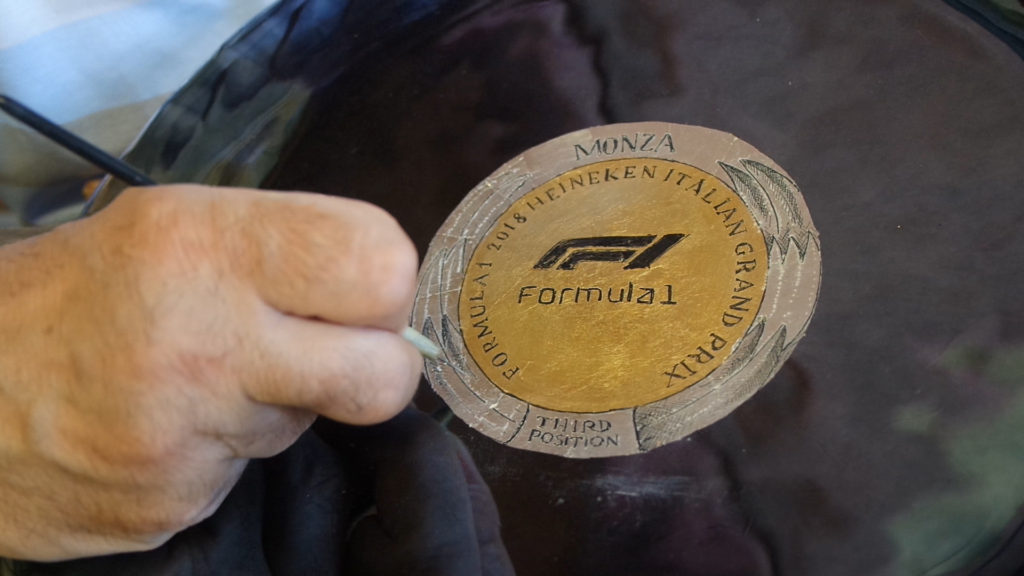 MONZA
FORMULA 1 2018 HEINEKEN ITALIAN GRAND PRIX
F1
Formula1
THIRD
POSITION